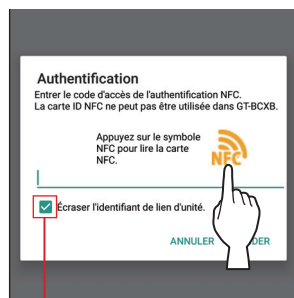 Authentification
Entrer le code d'accès de l'authentification NFC.
La carte ID NFC ne peut pas être utilisée dans GT-BCXB.
Appuyez sur le symbole
NFC pour lire la carte
NFC.
NFC
Écraser l'identifiant de lien d'unité.
ANNULER